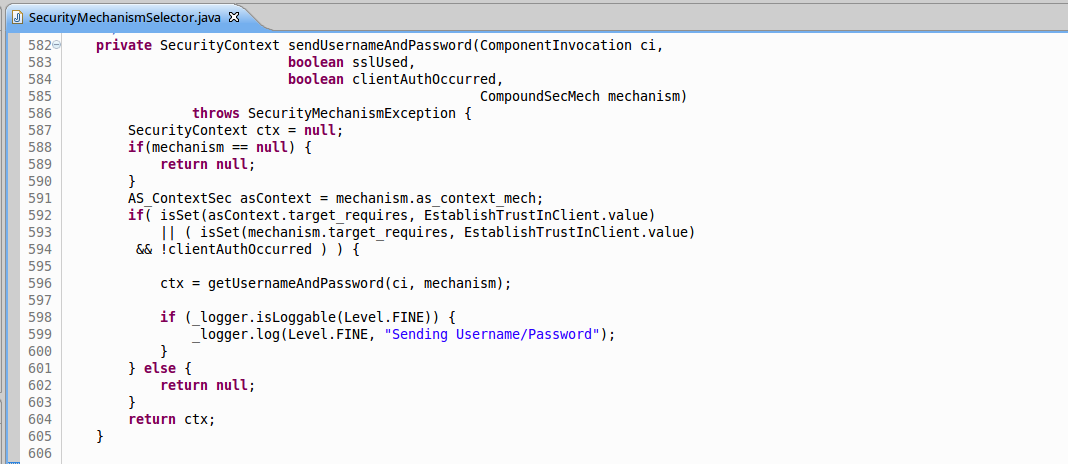 SecurityMechanismSelector.java
582 private SecurityContext sendUsernameAndPassword(ComponentInvocation ci,
583 boolean sslUsed,
584 boolean clientAuthOccurred,
585 CompoundSecMech mechanism)
586 throws SecurityMechanismException {
587 SecurityContext ctx = null;
588 if(mechanism == null) {
589 return null;
590 }
591 AS_ContextSec asContext = mechanism.as_context_mech;
592 if( isSet(asContext.target_requires, EstablishTrustInClient.value)
593 || ( isSet(mechanism.target_requires, EstablishTrustInClient.value)
594 && !clientAuthOccurred ) ) {
595
596 ctx = getUsernameAndPassword(ci, mechanism);
597
598 if (_logger.isLoggable(Level.FINE)) {
599 _logger.log(Level.FINE, "Sending Username/Password");
600 }
601 } else {
602 return null;
603 }
604 return ctx;
605 }
606